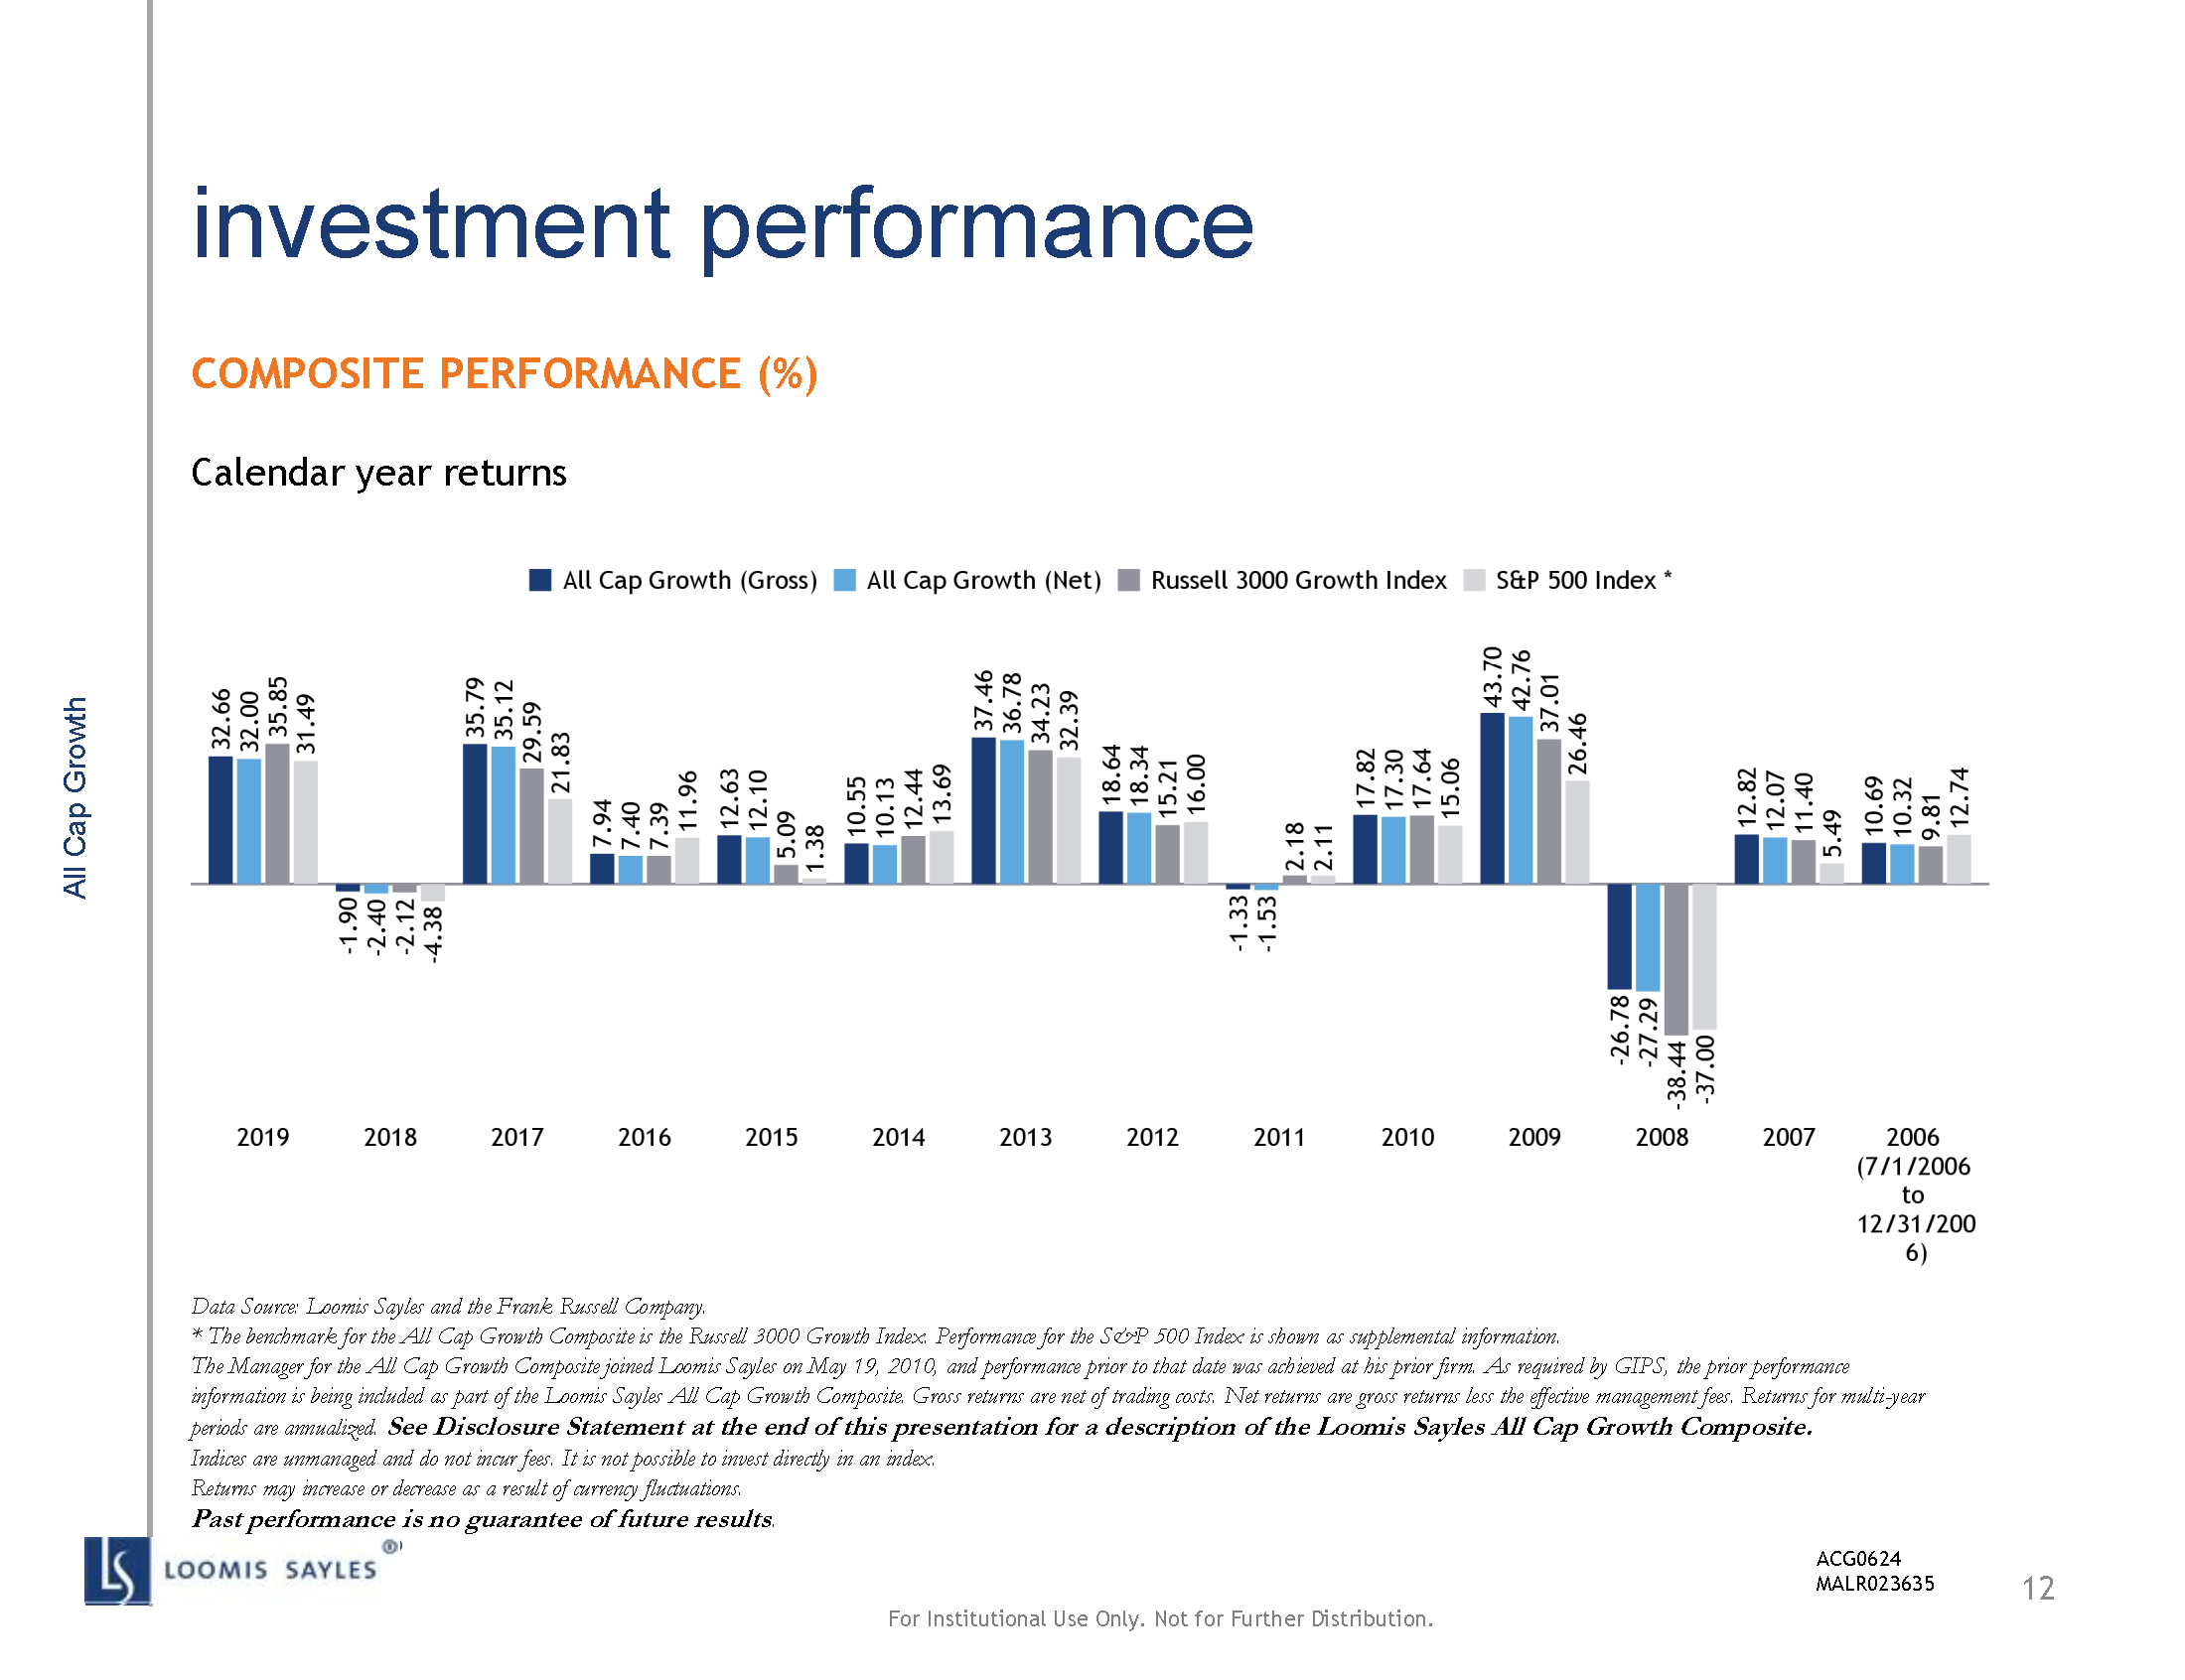 investment performance
COMPOSITE PERFORMANCE (%)
Calendar year returns
All Cap Growth (Gross) All Cap Growth (Net) Russell 3000 Growth Index S&P 500 Index *
All Cap Growth
32.66 32.00 35.85 31.49
-1.90 -2.40 -2.12 -4.38
35.79 35.12 29.59 21.83
7.94 7.40 7.39 11.96
12.63 12.10 5.09 1.38
10.55 10.13 12.44 13.69
37.46 36.78 34.23 32.39
18.64 18.34 15.21 16.00
-1.33 -1.53 2.18 2.11
17.82 17.30 17.64 15.06
43.70 42.76 37.01 26.46
-26.78 -27.29 -38.44 -37.00
12.82 12.07 11.40 5.49
10.69 10.32 9.81 12.74
2019 2018 2017 2016 2015 2014 2013 2012 2011 2010 2009 2008 2007 2006
(7/1/2006
to
12/31/200
6)
Data Source: Loomis Sayles and the Frank Russell Company.
* The benchmark for the All Cap Growth Composite is the Russell 3000 Growth Index. Performance for the S&P 500 Index is shown as supplemental information.
The Manager for the All Cap Growth Composite joined Loomis Sayles on May 19, 2010, and performance prior to that date was achieved at his prior firm. As required by GIPS, the prior performance
information is being included as part of the Loomis Sayles All Cap Growth Composite. Gross returns are net of trading costs. Net returns are gross returns less the effective management fees. Returns for multi-year
periods are annualized. See Disclosure Statement at the end of this presentation for a description of the Loomis Sayles All Cap Growth Composite.
Indices are unmanaged and do not incur fees. It is not possible to invest directly in an index.
Returns may increase or decrease as a result of currency fluctuations.
Past performance is no guarantee of future results.
LS LOOMIS SAYLES ®
ACG0624
MALR023635
12
For Institutional Use Only. Not for Further Distribution.